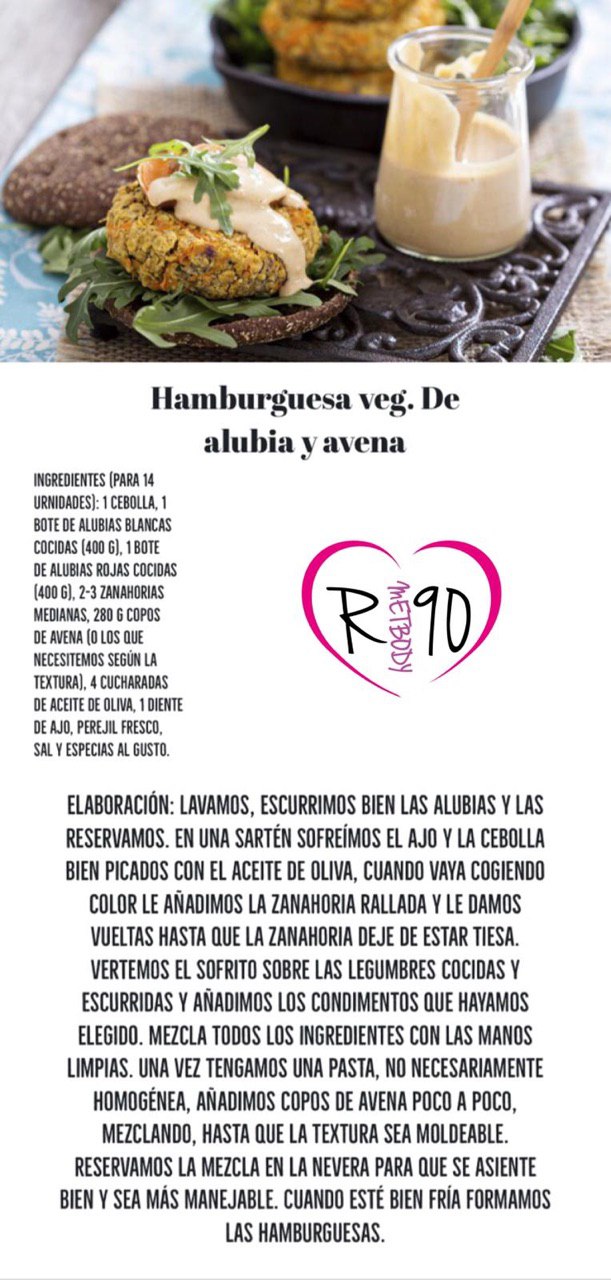 Hamburguesa veg. De
alubia y avena
INGREDIENTES (PARA 14
URNIDADES): 1 CEBOLLA, 1
BOTE DE ALUBIAS BLANCAS
COCIDAS (400 G), 1 BOTE
DE ALUBIAS ROJAS COCIDAS
(400 G), 2-3 ZANAHORIAS
MEDIANAS, 280 G COPOS
DE AVENA (O LOS QUE
NECESITEMOS SEGÚN LA
TEXTURA), 4 CUCHARADAS
DE ACEITE DE OLIVA, 1 DIENTE
DE AJO, PEREJIL FRESCO,
SAL Y ESPECIAS AL GUSTO.
R METBODY 90
ELABORACIÓN: LAVAMOS, ESCURRIMOS BIEN LAS ALUBIAS Y LAS
RESERVAMOS. EN UNA SARTÉN SOFREÍMOS EL AJO Y LA CEBOLLA
BIEN PICADOS CON EL ACEITE DE OLIVA, CUANDO VAYA COGIENDO
COLOR LE AÑADIMOS LA ZANAHORIA RALLADA Y LE DAMOS
VUELTAS HASTA QUE LA ZANAHORIA DEJE DE ESTAR TIESA.
VERTEMOS EL SOFRITO SOBRE LAS LEGUMBRES COCIDAS Y
ESCURRIDAS Y AÑADIMOS LOS CONDIMENTOS QUE HAYAMOS
ELEGIDO. MEZCLA TODOS LOS INGREDIENTES CON LAS MANOS
LIMPIAS. UNA VEZ TENGAMOS UNA PASTA, NO NECESARIAMENTE
HOMOGÉNEA, AÑADIMOS COPOS DE AVENA POCO A POCO,
MEZCLANDO, HASTA QUE LA TEXTURA SEA MOLDEABLE.
RESERVAMOS LA MEZCLA EN LA NEVERA PARA QUE SE ASIENTE
BIEN Y SEA MÁS MANEJABLE. CUANDO ESTÉ BIEN FRÍA FORMAMOS
LAS HAMBURGUESAS.